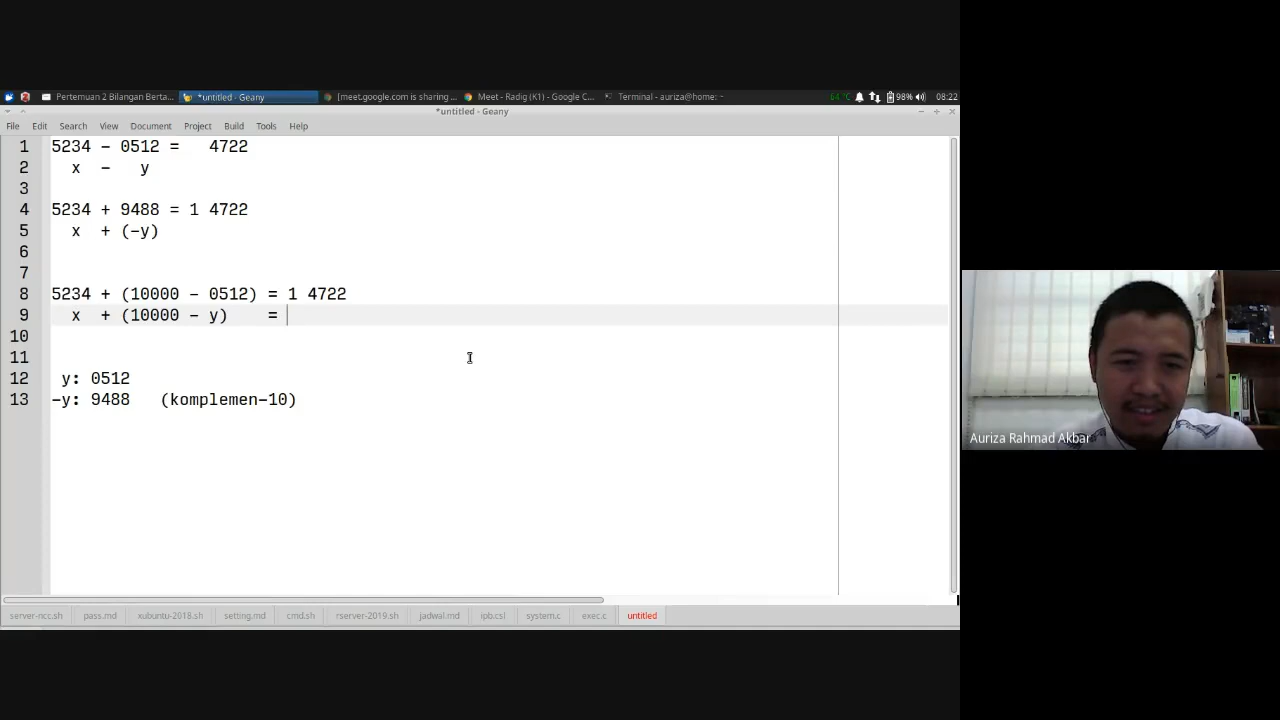 Pertemuan 2 Bilangan Berta...
*untitled - Geany
[meet.google.com is sharing ...
Meet - Radig (K1) - Google C...
Terminal - auriza@home: ~
64°C
98%
08:22
*untitled - Geany
File Edit Search View Document Project Build Tools Help
1 5234 - 0512 = 4722
2 x - y
3
4 5234 + 9488 = 1 4722
5 x + (-y)
6
7
8 5234 + (10000 - 0512) = 1 4722
9 x + (10000 - y) =
10
11
12 y: 0512
13 -y: 9488 (komplemen-10)
Auriza Rahmad Akbar
server-ncc.sh pass.md xubuntu-2018.sh setting.md cmd.sh rserver-2019.sh jadwal.md ipb.csl system.c exec.c untitled